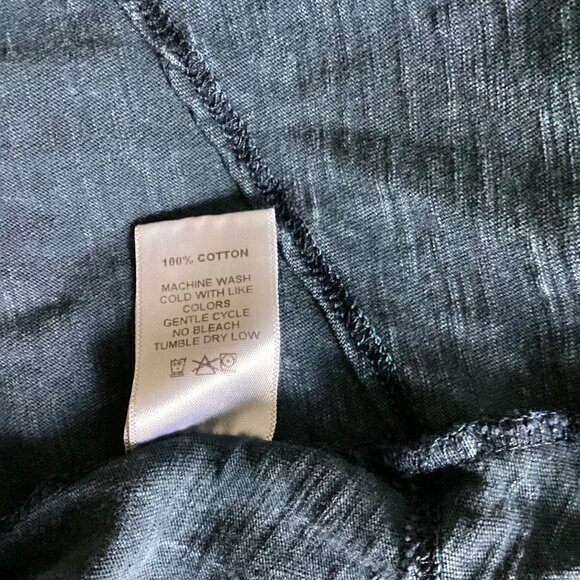 100% COTTON
MACHINE WASH
COLD WITH LIKE
COLORS
GENTLE CYCLE
NO BLEACH
TUMBLE DRY LOW